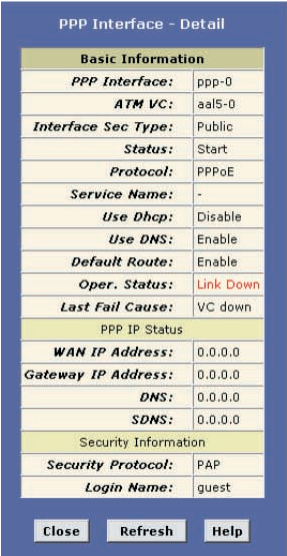 PPP Interface - Detail
Basic Information
PPP Interface: ppp-0
ATM VC: aal5-0
Interface Sec Type: Public
Status: Start
Protocol: PPPoE
Service Name: -
Use Dhcp: Disable
Use DNS: Enable
Default Route: Enable
Oper. Status: Link Down
Last Fail Cause: VC down
PPP IP Status
WAN IP Address: 0.0.0.0
Gateway IP Address: 0.0.0.0
DNS: 0.0.0.0
SDNS: 0.0.0.0
Security Information
Security Protocol: PAP
Login Name: guest
Close Refresh Help